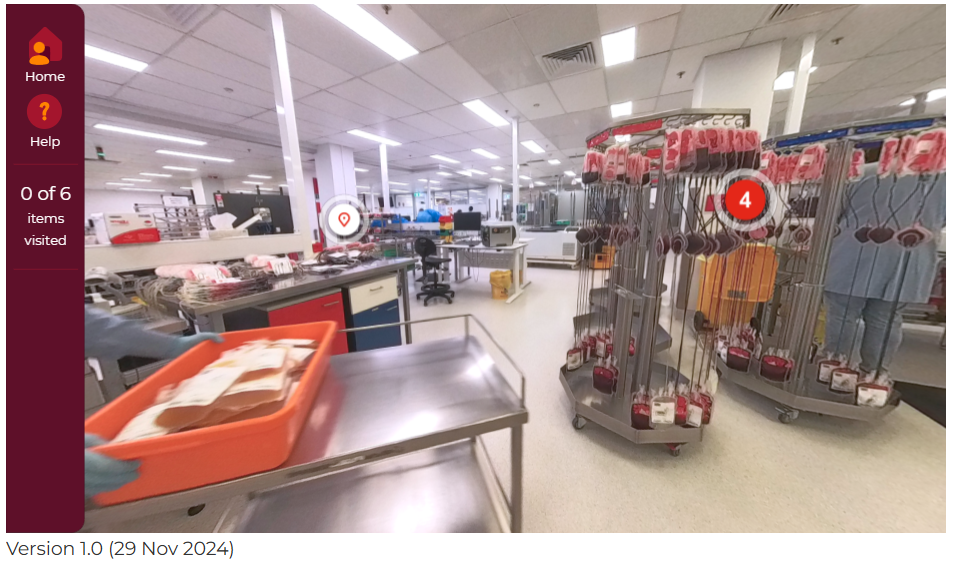 Home
?
Help
0 of 6
items
visited
4
Version 1.0 (29 Nov 2024)